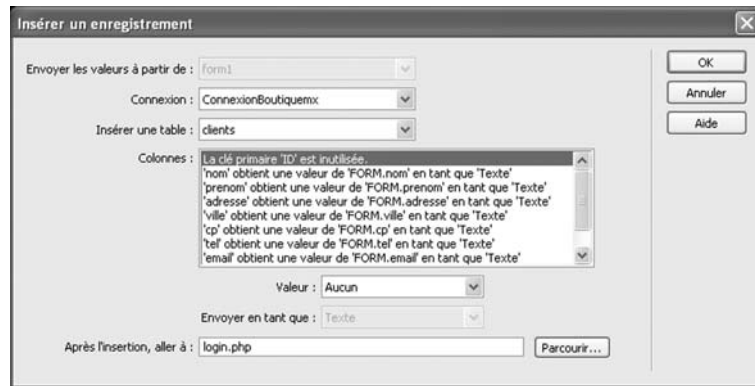 Insérer un enregistrement
Envoyer les valeurs à partir de : form1
OK
Connexion : ConnexionBoutiquemx
Annuler
Insérer une table : clients
Aide
Colonnes : La clé primaire 'ID' est inutilisée.
'nom' obtient une valeur de 'FORM.nom' en tant que 'Texte'
'prenom' obtient une valeur de 'FORM.prenom' en tant que 'Texte'
'adresse' obtient une valeur de 'FORM.adresse' en tant que 'Texte'
'ville' obtient une valeur de 'FORM.ville' en tant que 'Texte'
'cp' obtient une valeur de 'FORM.cp' en tant que 'Texte'
'tel' obtient une valeur de 'FORM.tel' en tant que 'Texte'
'email' obtient une valeur de 'FORM.email' en tant que 'Texte'
Valeur : Aucun
Envoyer en tant que : Texte
Après l'insertion, aller à : login.php
Parcourir...